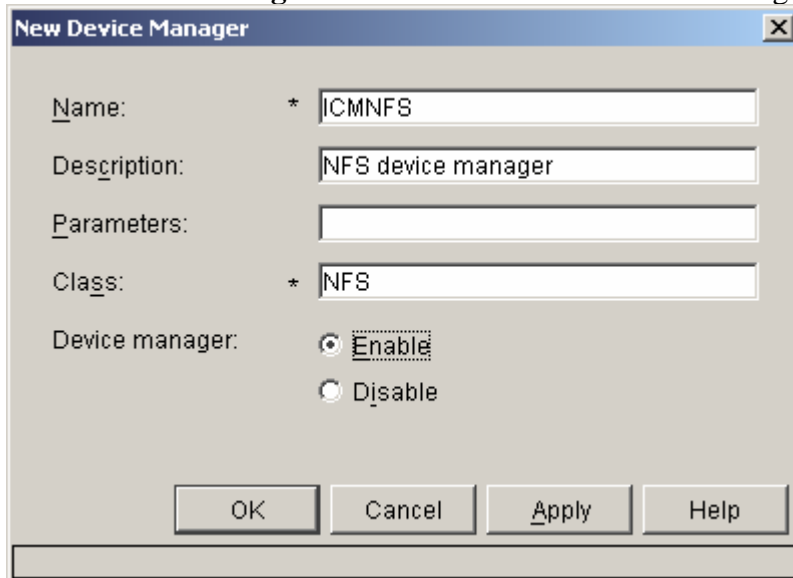 New Device Manager
Name: * ICMNFS
Description: NFS device manager
Parameters:
Class: * NFS
Device manager: Enable
Disable
OK Cancel Apply Help